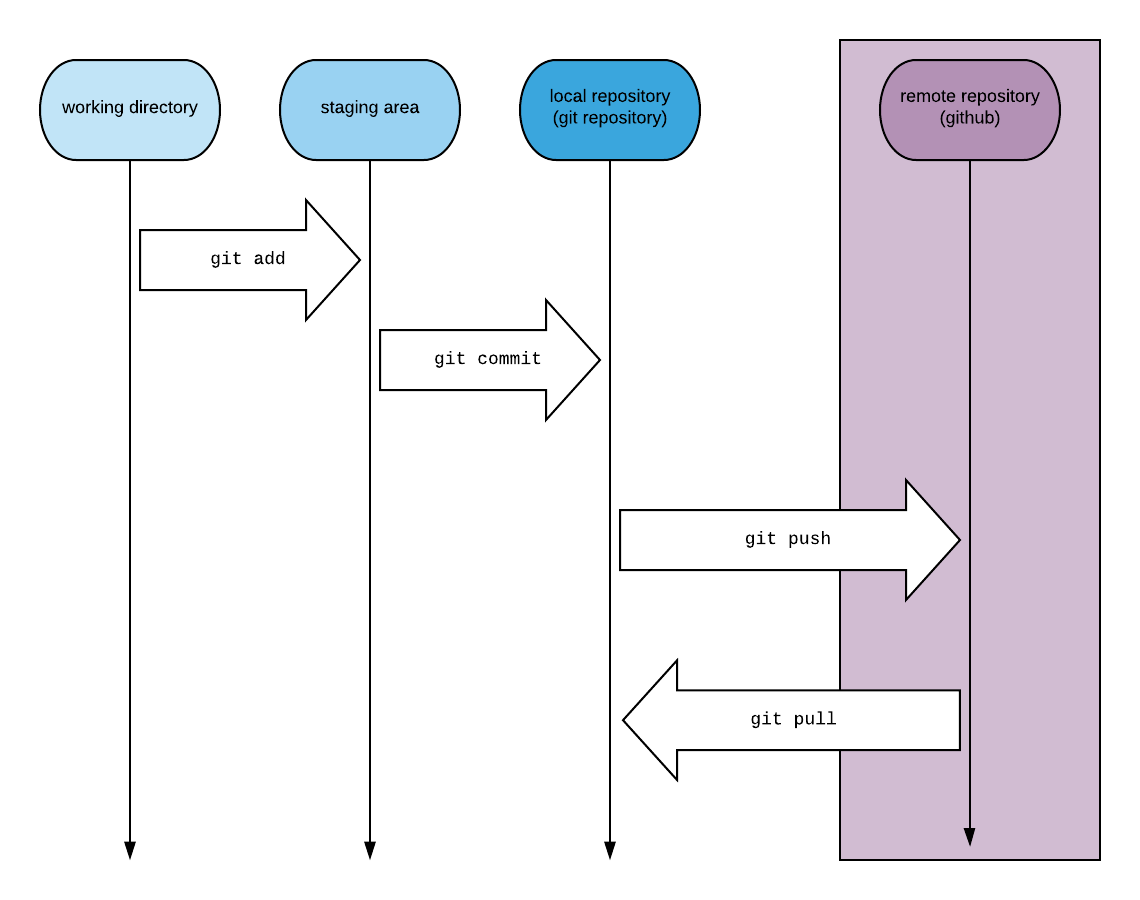 working directory
staging area
local repository
(git repository)
remote repository
(github)
git add
git commit
git push
git pull